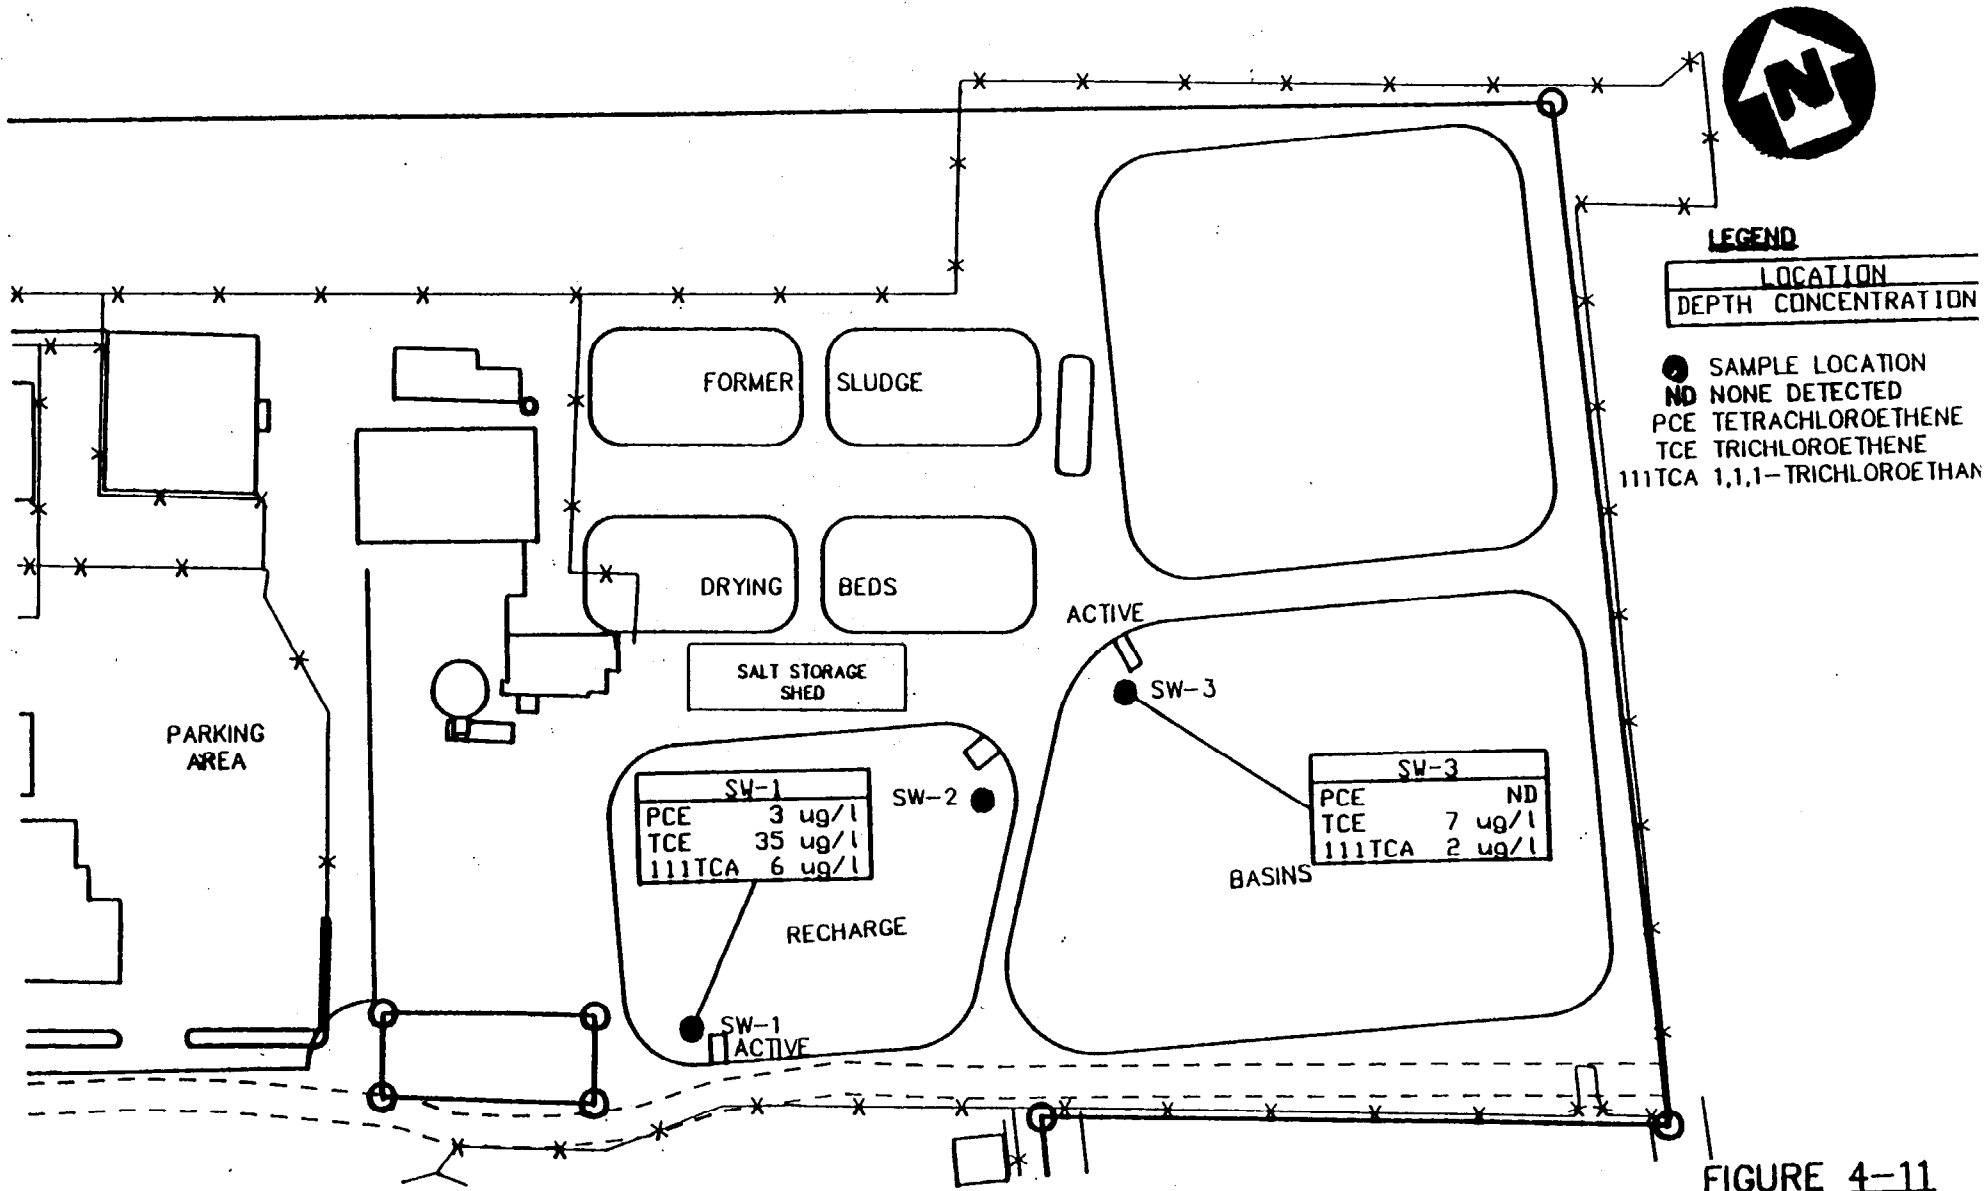 N
LEGEND
LOCATION
DEPTH CONCENTRATION
SAMPLE LOCATION
ND NONE DETECTED
PCE TETRACHLOROETHENE
TCE TRICHLOROETHENE
111TCA 1,1,1-TRICHLOROETHAN
FORMER SLUDGE
DRYING BEDS
SALT STORAGE
SHED
PARKING
AREA
ACTIVE
SW-3
SW-3
PCE ND
TCE 7 ug/l
111TCA 2 ug/l
BASINS
SW-1
PCE 3 ug/l
TCE 35 ug/l
111TCA 6 ug/l
SW-2
RECHARGE
SW-1
ACTIVE
FIGURE 4-11